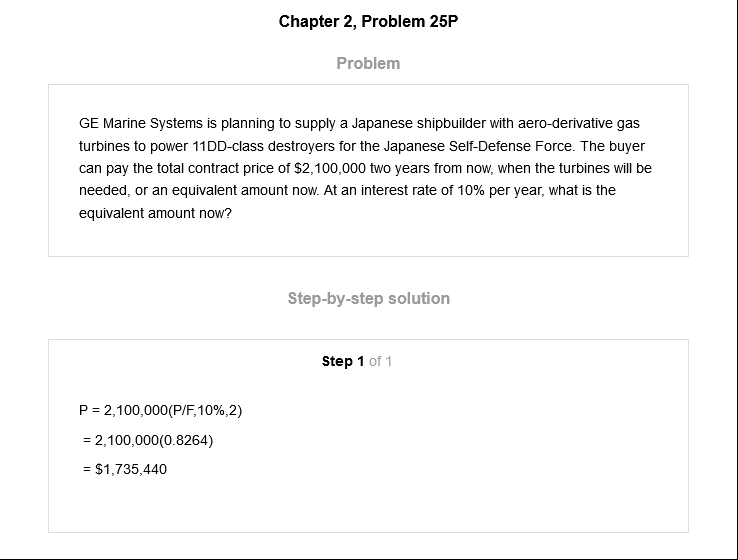 Chapter 2, Problem 25P
Problem
GE Marine Systems is planning to supply a Japanese shipbuilder with aero-derivative gas
turbines to power 11DD-class destroyers for the Japanese Self-Defense Force. The buyer
can pay the total contract price of $2,100,000 two years from now, when the turbines will be
needed, or an equivalent amount now. At an interest rate of 10% per year, what is the
equivalent amount now?
Step-by-step solution
Step 1 of 1
P = 2,100,000(P/F,10%,2)
= 2,100,000(0.8264)
= $1,735,440